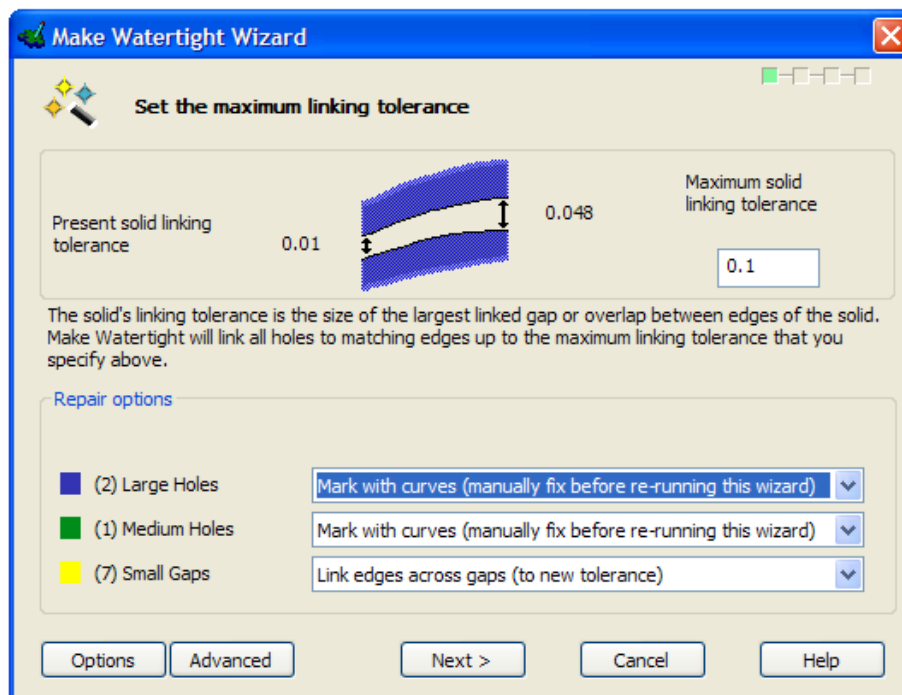 Make Watertight Wizard
Set the maximum linking tolerance
Present solid linking
tolerance
0.01
0.048
Maximum solid
linking tolerance
0.1
The solid's linking tolerance is the size of the largest linked gap or overlap between edges of the solid.
Make Watertight will link all holes to matching edges up to the maximum linking tolerance that you
specify above.
Repair options
(2) Large Holes
Mark with curves (manually fix before re-running this wizard)
(1) Medium Holes
Mark with curves (manually fix before re-running this wizard)
(7) Small Gaps
Link edges across gaps (to new tolerance)
Options
Advanced
Next >
Cancel
Help